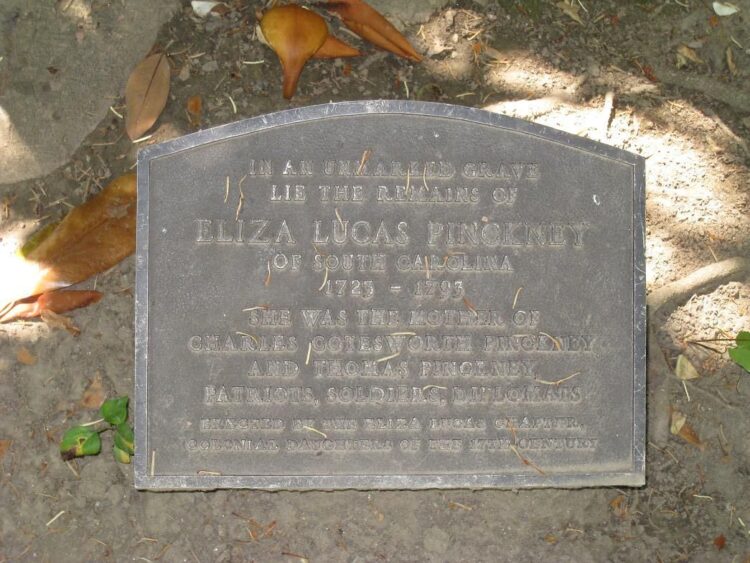 IN AN UNMARKED GRAVE
LIE THE REMAINS OF
ELIZA LUCAS PINCKNEY
OF SOUTH CAROLINA
1723 - 1793
SHE WAS THE MOTHER OF
CHARLES COTESWORTH PINCKNEY
AND THOMAS PINCKNEY,
PATRIOTS, SOLDIERS, DIPLOMATS
ERECTED BY THE ELIZA LUCAS CHAPTER,
COLONIAL DAUGHTERS OF THE 17TH CENTURY